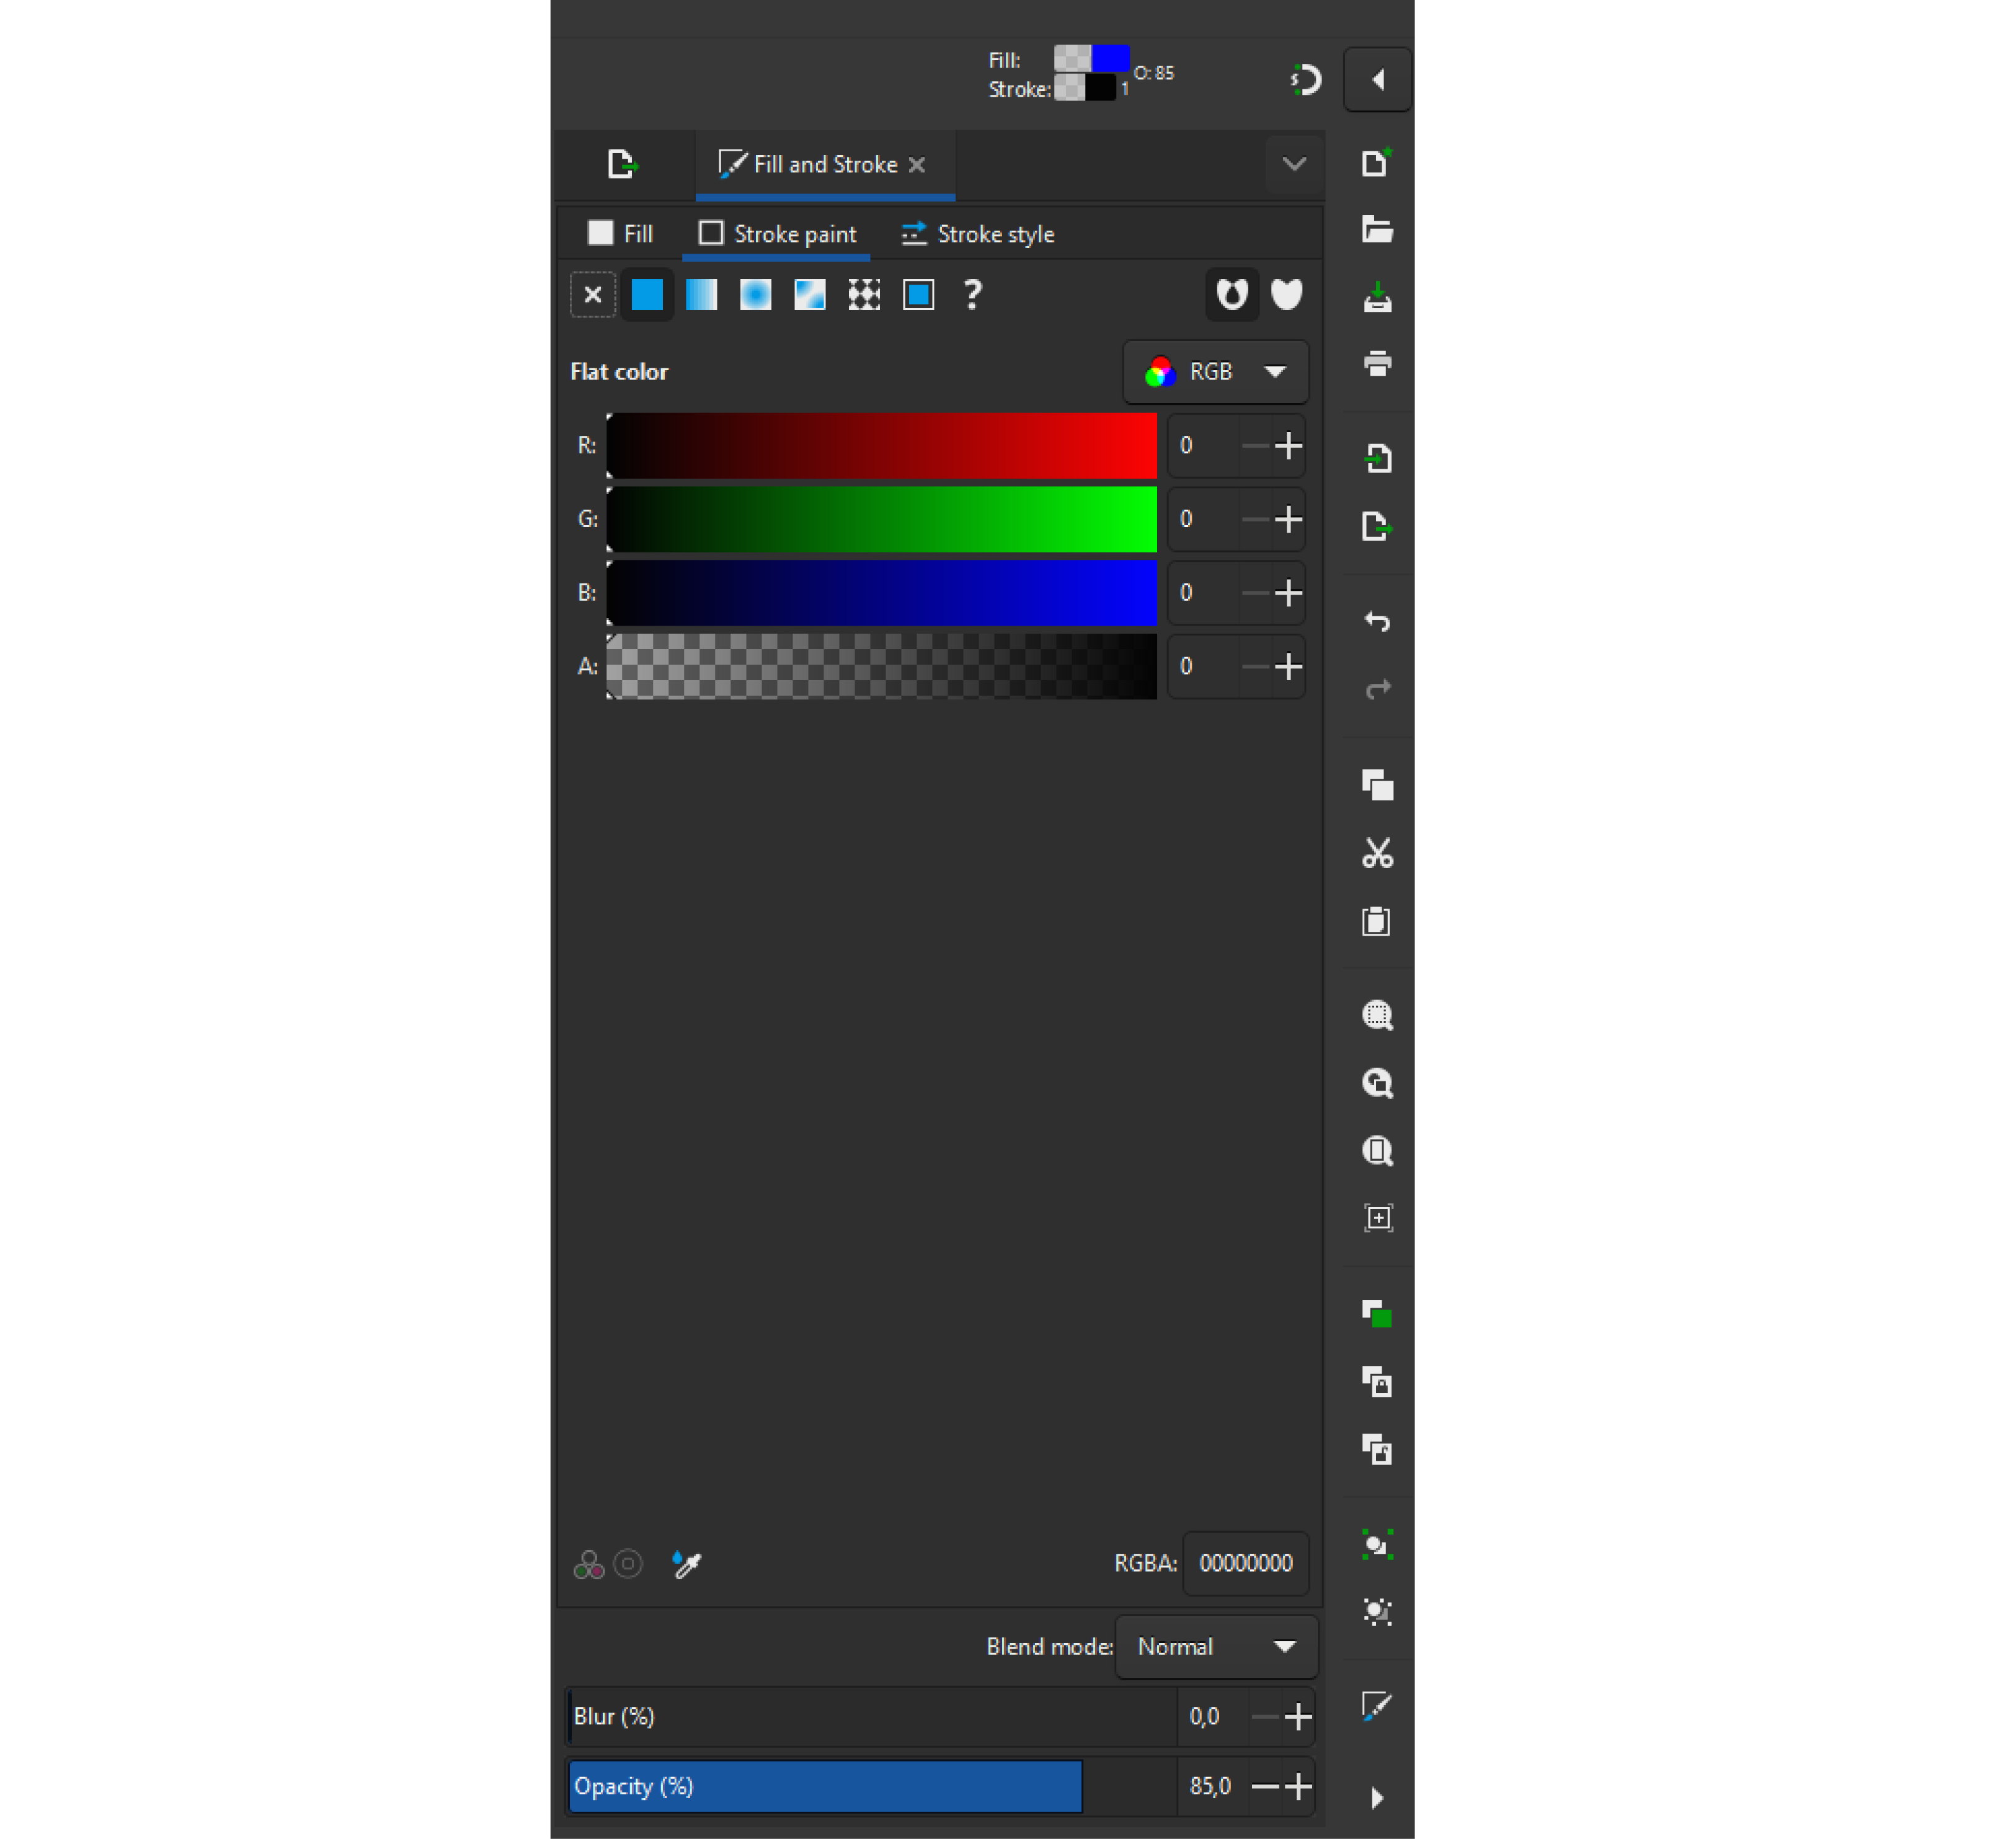 Fill:
O: 85
Stroke:
1
Fill and Stroke
Fill
Stroke paint
Stroke style
?
Flat color
RGB
R:
0
G:
0
B:
0
A:
0
RGBA:
00000000
Blend mode:
Normal
Blur (%)
0,0
Opacity (%)
85,0